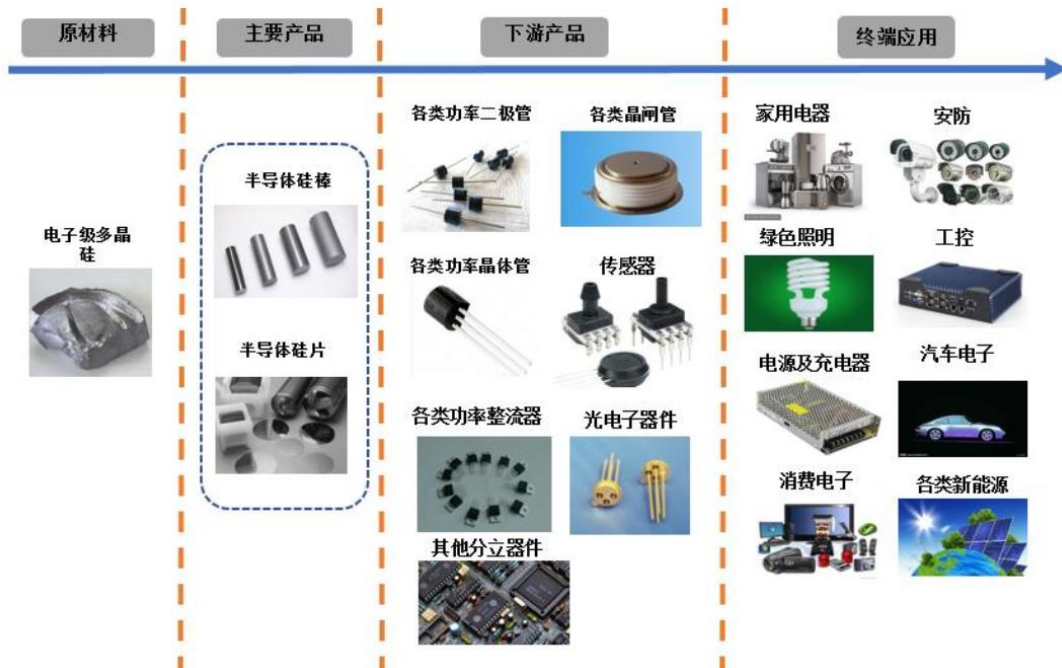 原材料
主要产品
下游产品
终端应用
电子级多晶
硅
半导体硅棒
半导体硅片
各类功率二极管
各类晶闸管
各类功率晶体管
传感器
各类功率整流器
光电子器件
其他分立器件
家用电器
安防
绿色照明
工控
电源及充电器
汽车电子
消费电子
各类新能源